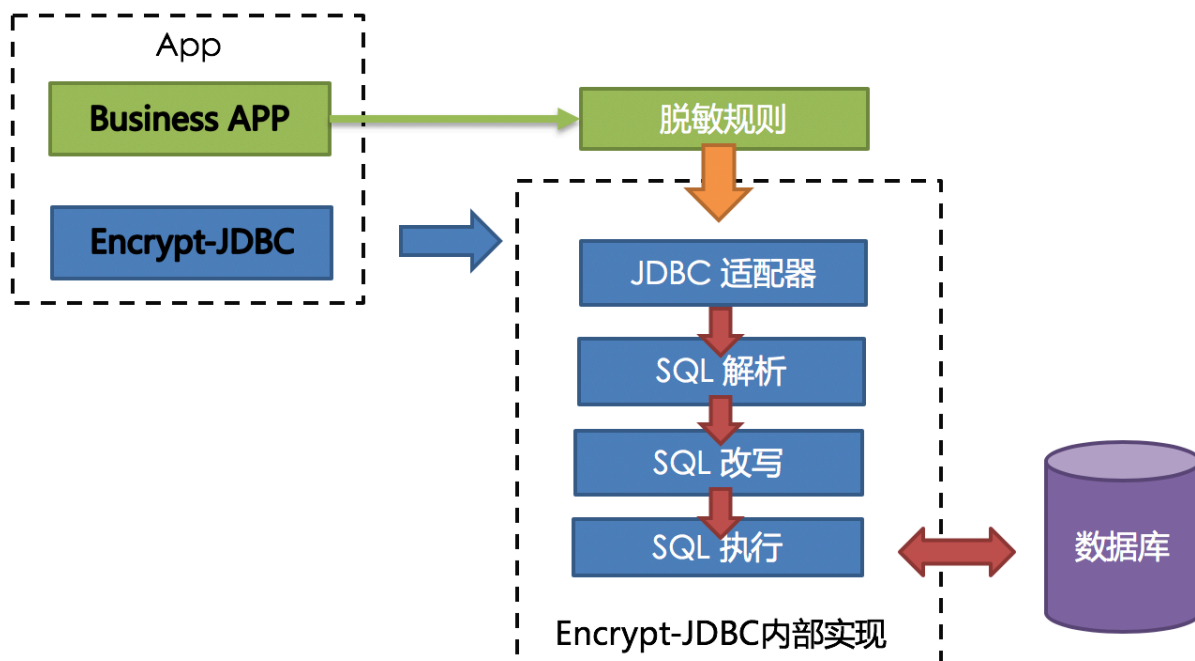 App
Business APP
脱敏规则
Encrypt-JDBC
JDBC 适配器
SQL 解析
SQL 改写
SQL 执行
数据库
Encrypt-JDBC内部实现